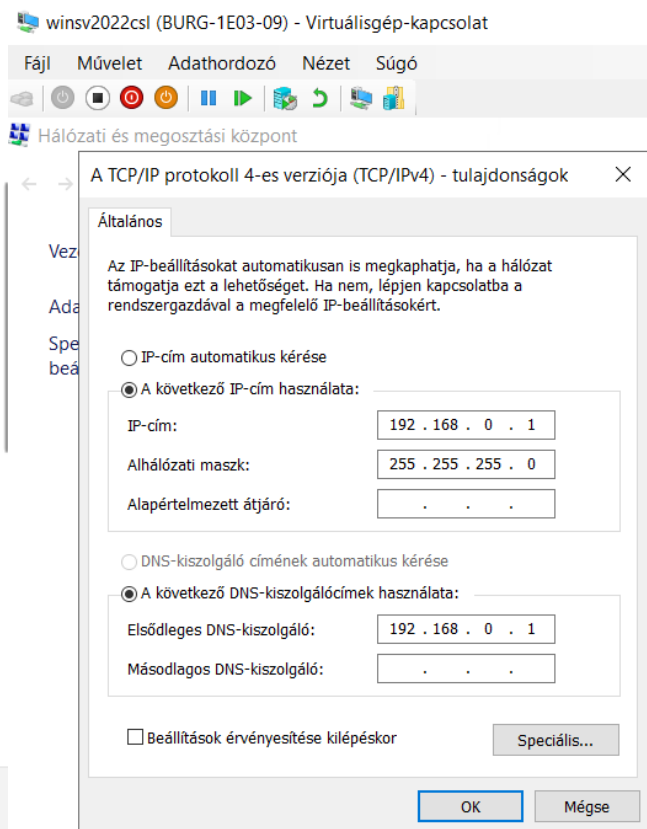 winsv2022csl (BURG-1E03-09) - Virtuálisgép-kapcsolat
Fájl Művelet Adathordozó Nézet Súgó
Hálózati és megosztási központ
A TCP/IP protokoll 4-es verziója (TCP/IPv4) - tulajdonságok
Általános
Vez
Ada
Spe
beá
Az IP-beállításokat automatikusan is megkaphatja, ha a hálózat
támogatja ezt a lehetőséget. Ha nem, lépjen kapcsolatba a
rendszergazdával a megfelelő IP-beállításokért.
IP-cím automatikus kérése
A következő IP-cím használata:
IP-cím: 192 . 168 . 0 . 1
Alhálózati maszk: 255 . 255 . 255 . 0
Alapértelmezett átjáró: . . .
DNS-kiszolgáló címének automatikus kérése
A következő DNS-kiszolgálócímek használata:
Elsődleges DNS-kiszolgáló: 192 . 168 . 0 . 1
Másodlagos DNS-kiszolgáló: . . .
Beállítások érvényesítése kilépéskor
Speciális...
OK Mégse